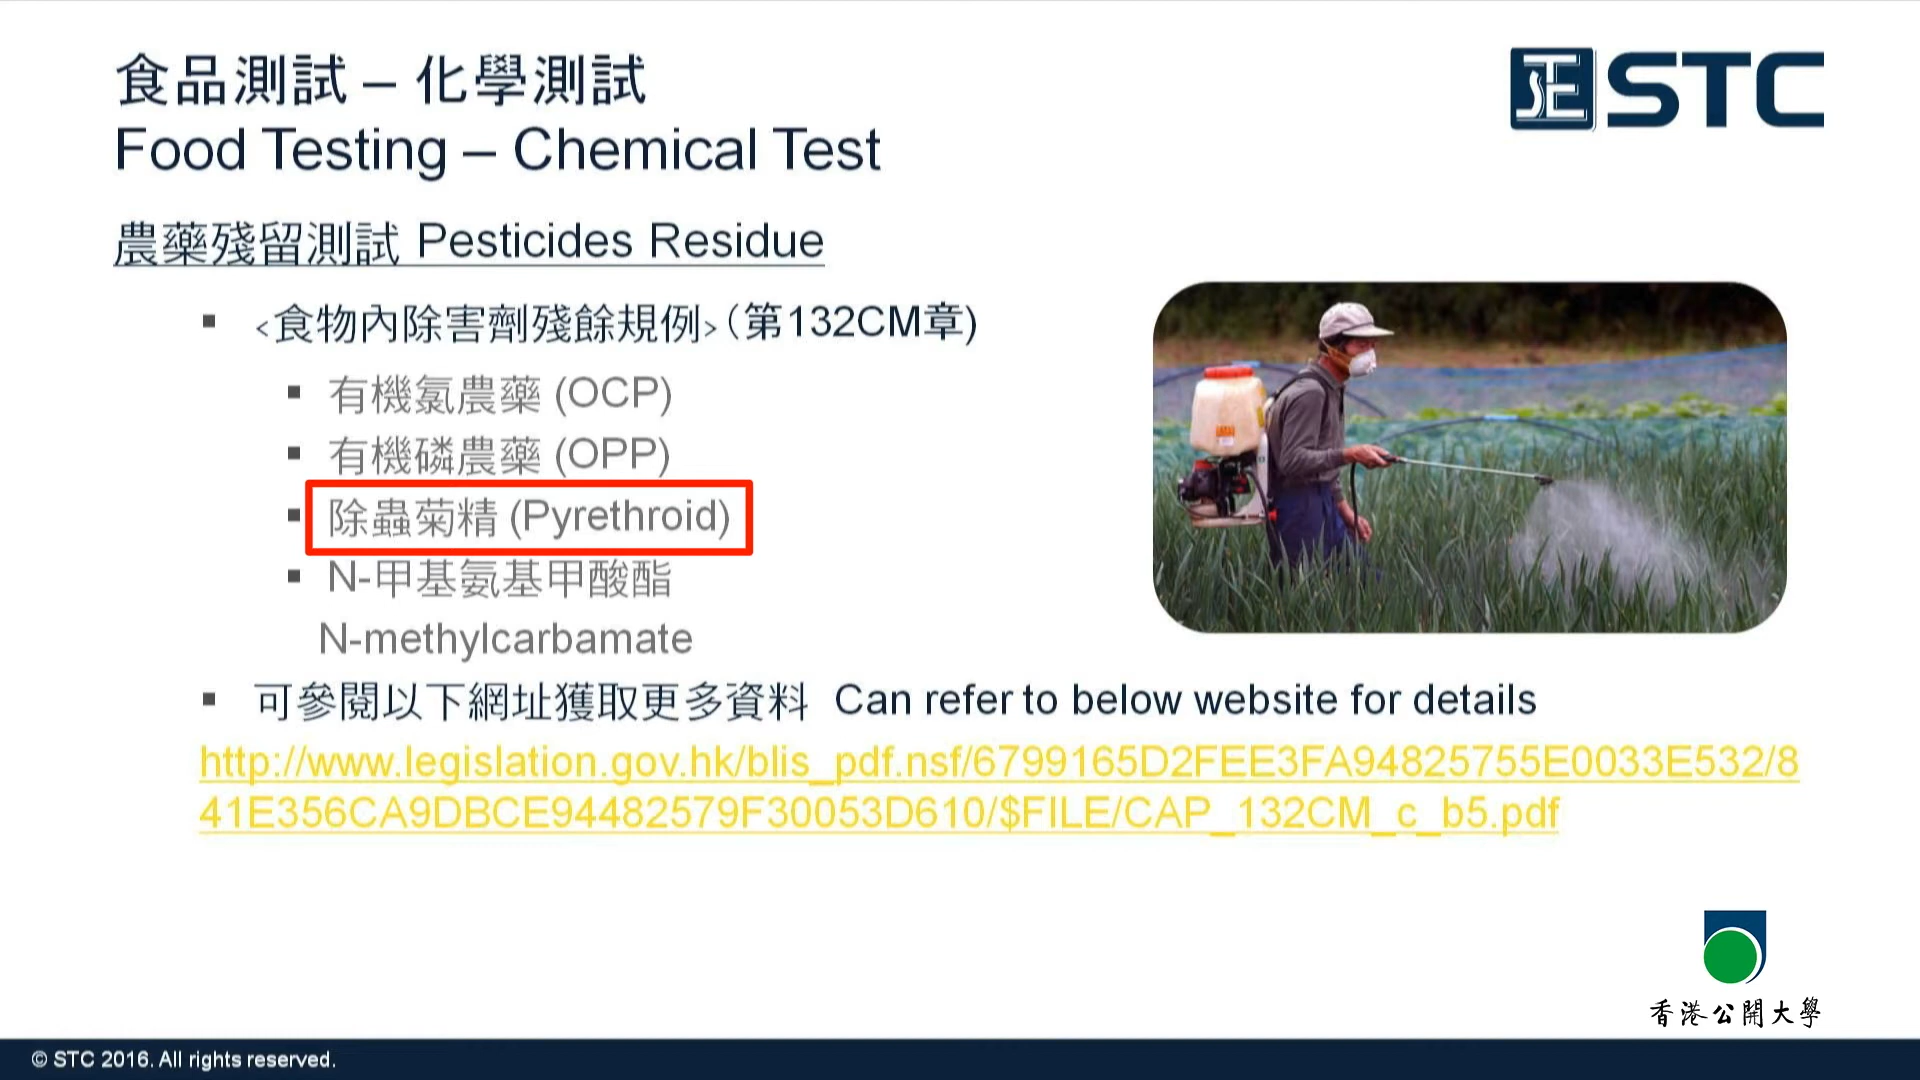 食品測試 – 化學測試
Food Testing – Chemical Test
STC
農藥殘留測試 Pesticides Residue
<食物內除害劑殘餘規例> (第132CM章)
有機氯農藥 (OCP)
有機磷農藥 (OPP)
除蟲菊精 (Pyrethroid)
N-甲基氨基甲酸酯
N-methylcarbamate
可參閱以下網址獲取更多資料 Can refer to below website for details
http://www.legislation.gov.hk/blis_pdf.nsf/6799165D2FEE3FA94825755E0033E532/8
41E356CA9DBCE94482579F30053D610/$FILE/CAP_132CM_c_b5.pdf
香港公開大學
© STC 2016. All rights reserved.